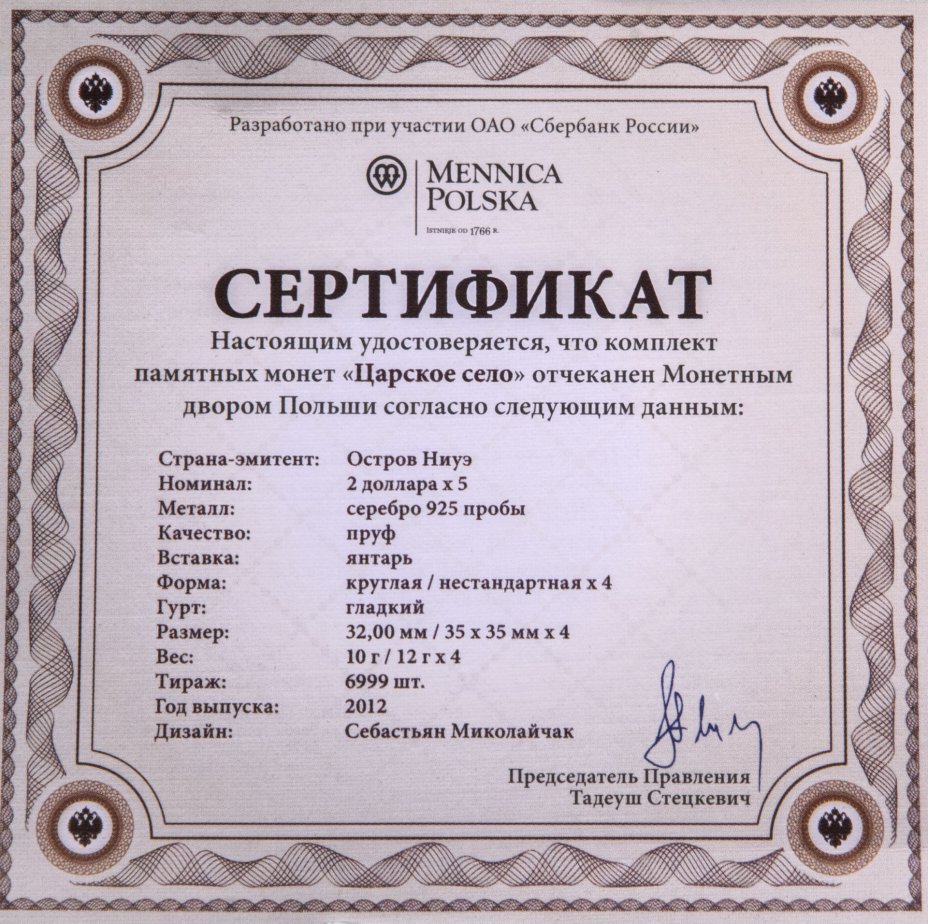 Разработано при участии ОАО «Сбербанк России»
MENNICA
POLSKA
ISTNIEJE OD 1766 R.
СЕРТИФИКАТ
Настоящим удостоверяется, что комплект
памятных монет «Царское село» отчеканен Монетным
двором Польши согласно следующим данным:
Страна-эмитент: Остров Ниуэ
Номинал: 2 доллара х 5
Металл: серебро 925 пробы
Качество: пруф
Вставка: янтарь
Форма: круглая / нестандартная х 4
Гурт: гладкий
Размер: 32,00 мм / 35 х 35 мм х 4
Вес: 10 г / 12 г х 4
Тираж: 6999 шт.
Год выпуска: 2012
Дизайн: Себастьян Миколайчак
Председатель Правления
Тадеуш Стецкевич